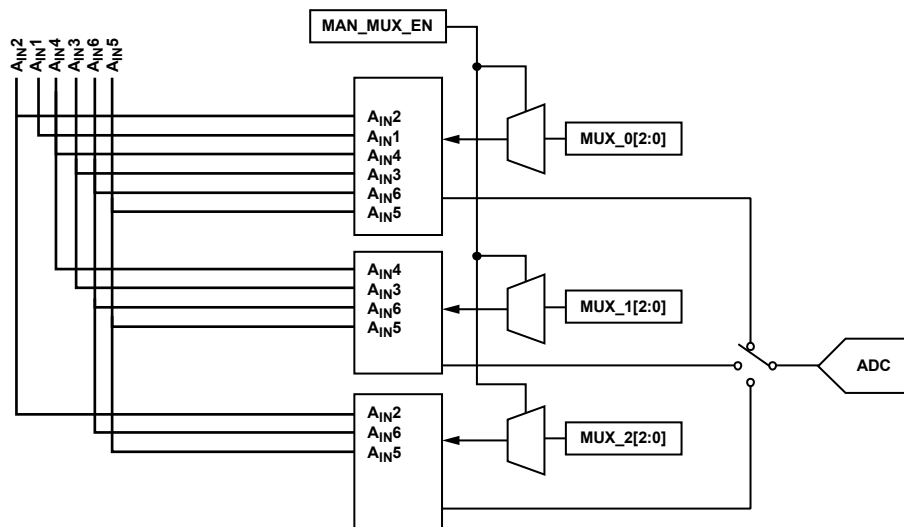 MAN_MUX_EN
AIN2
AIN1
AIN4
AIN3
AIN6
AIN5
AIN2
AIN1
AIN4
AIN3
AIN6
AIN5
MUX_0[2:0]
AIN4
AIN3
AIN6
AIN5
MUX_1[2:0]
ADC
AIN2
AIN6
AIN5
MUX_2[2:0]